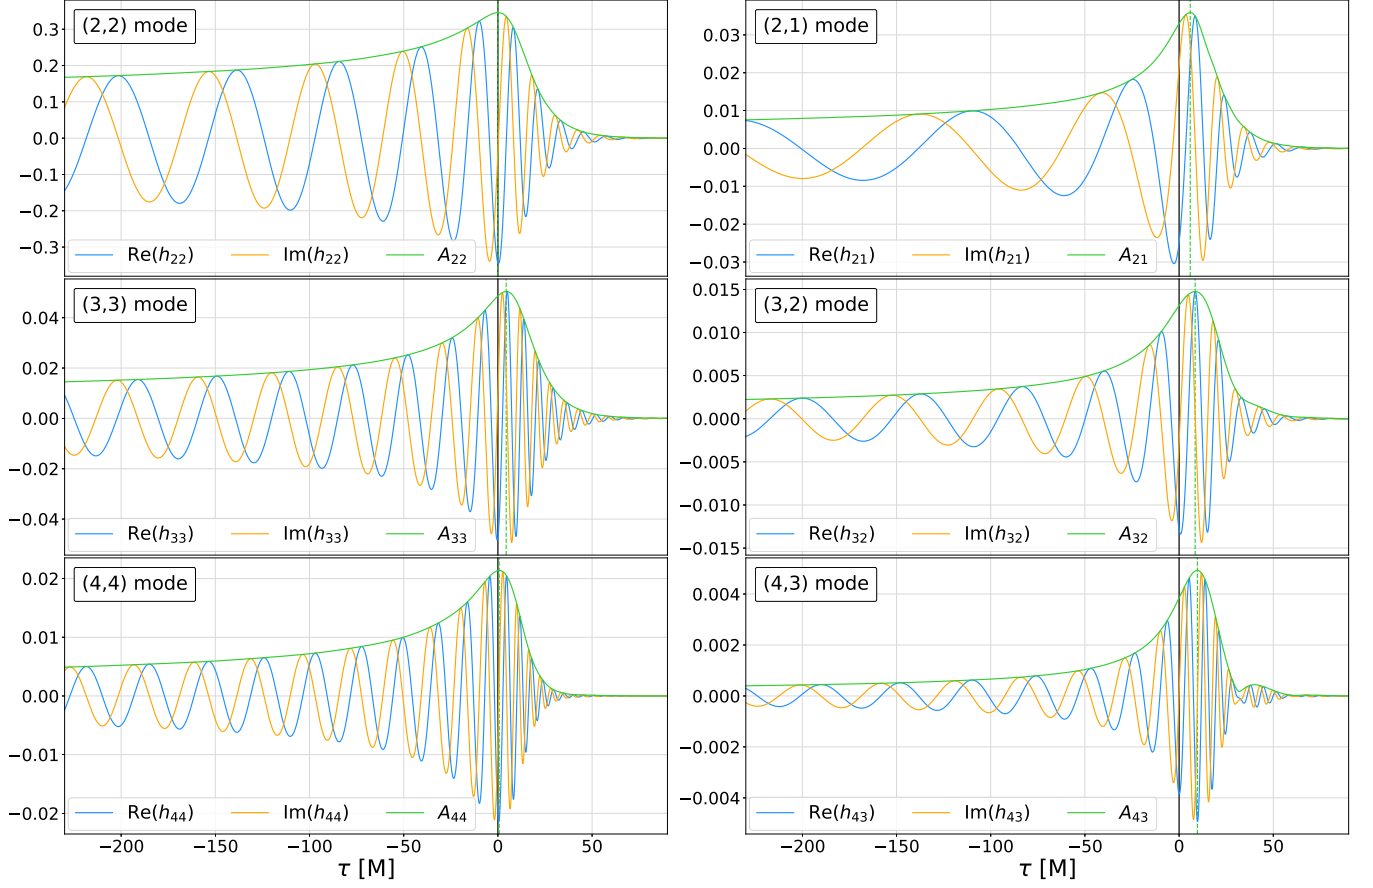 (2,2) mode
0.3
0.2
0.1
0.0
−0.1
−0.2
−0.3
Re(h22) Im(h22) A22
(2,1) mode
0.03
0.02
0.01
0.00
−0.01
−0.02
−0.03
Re(h21) Im(h21) A21
(3,3) mode
0.04
0.02
0.00
−0.02
−0.04
Re(h33) Im(h33) A33
(3,2) mode
0.015
0.010
0.005
0.000
−0.005
−0.010
−0.015
Re(h32) Im(h32) A32
(4,4) mode
0.02
0.01
0.00
−0.01
−0.02
Re(h44) Im(h44) A44
−200 −150 −100 −50 0 50
τ [M]
(4,3) mode
0.004
0.002
0.000
−0.002
−0.004
Re(h43) Im(h43) A43
−200 −150 −100 −50 0 50
τ [M]